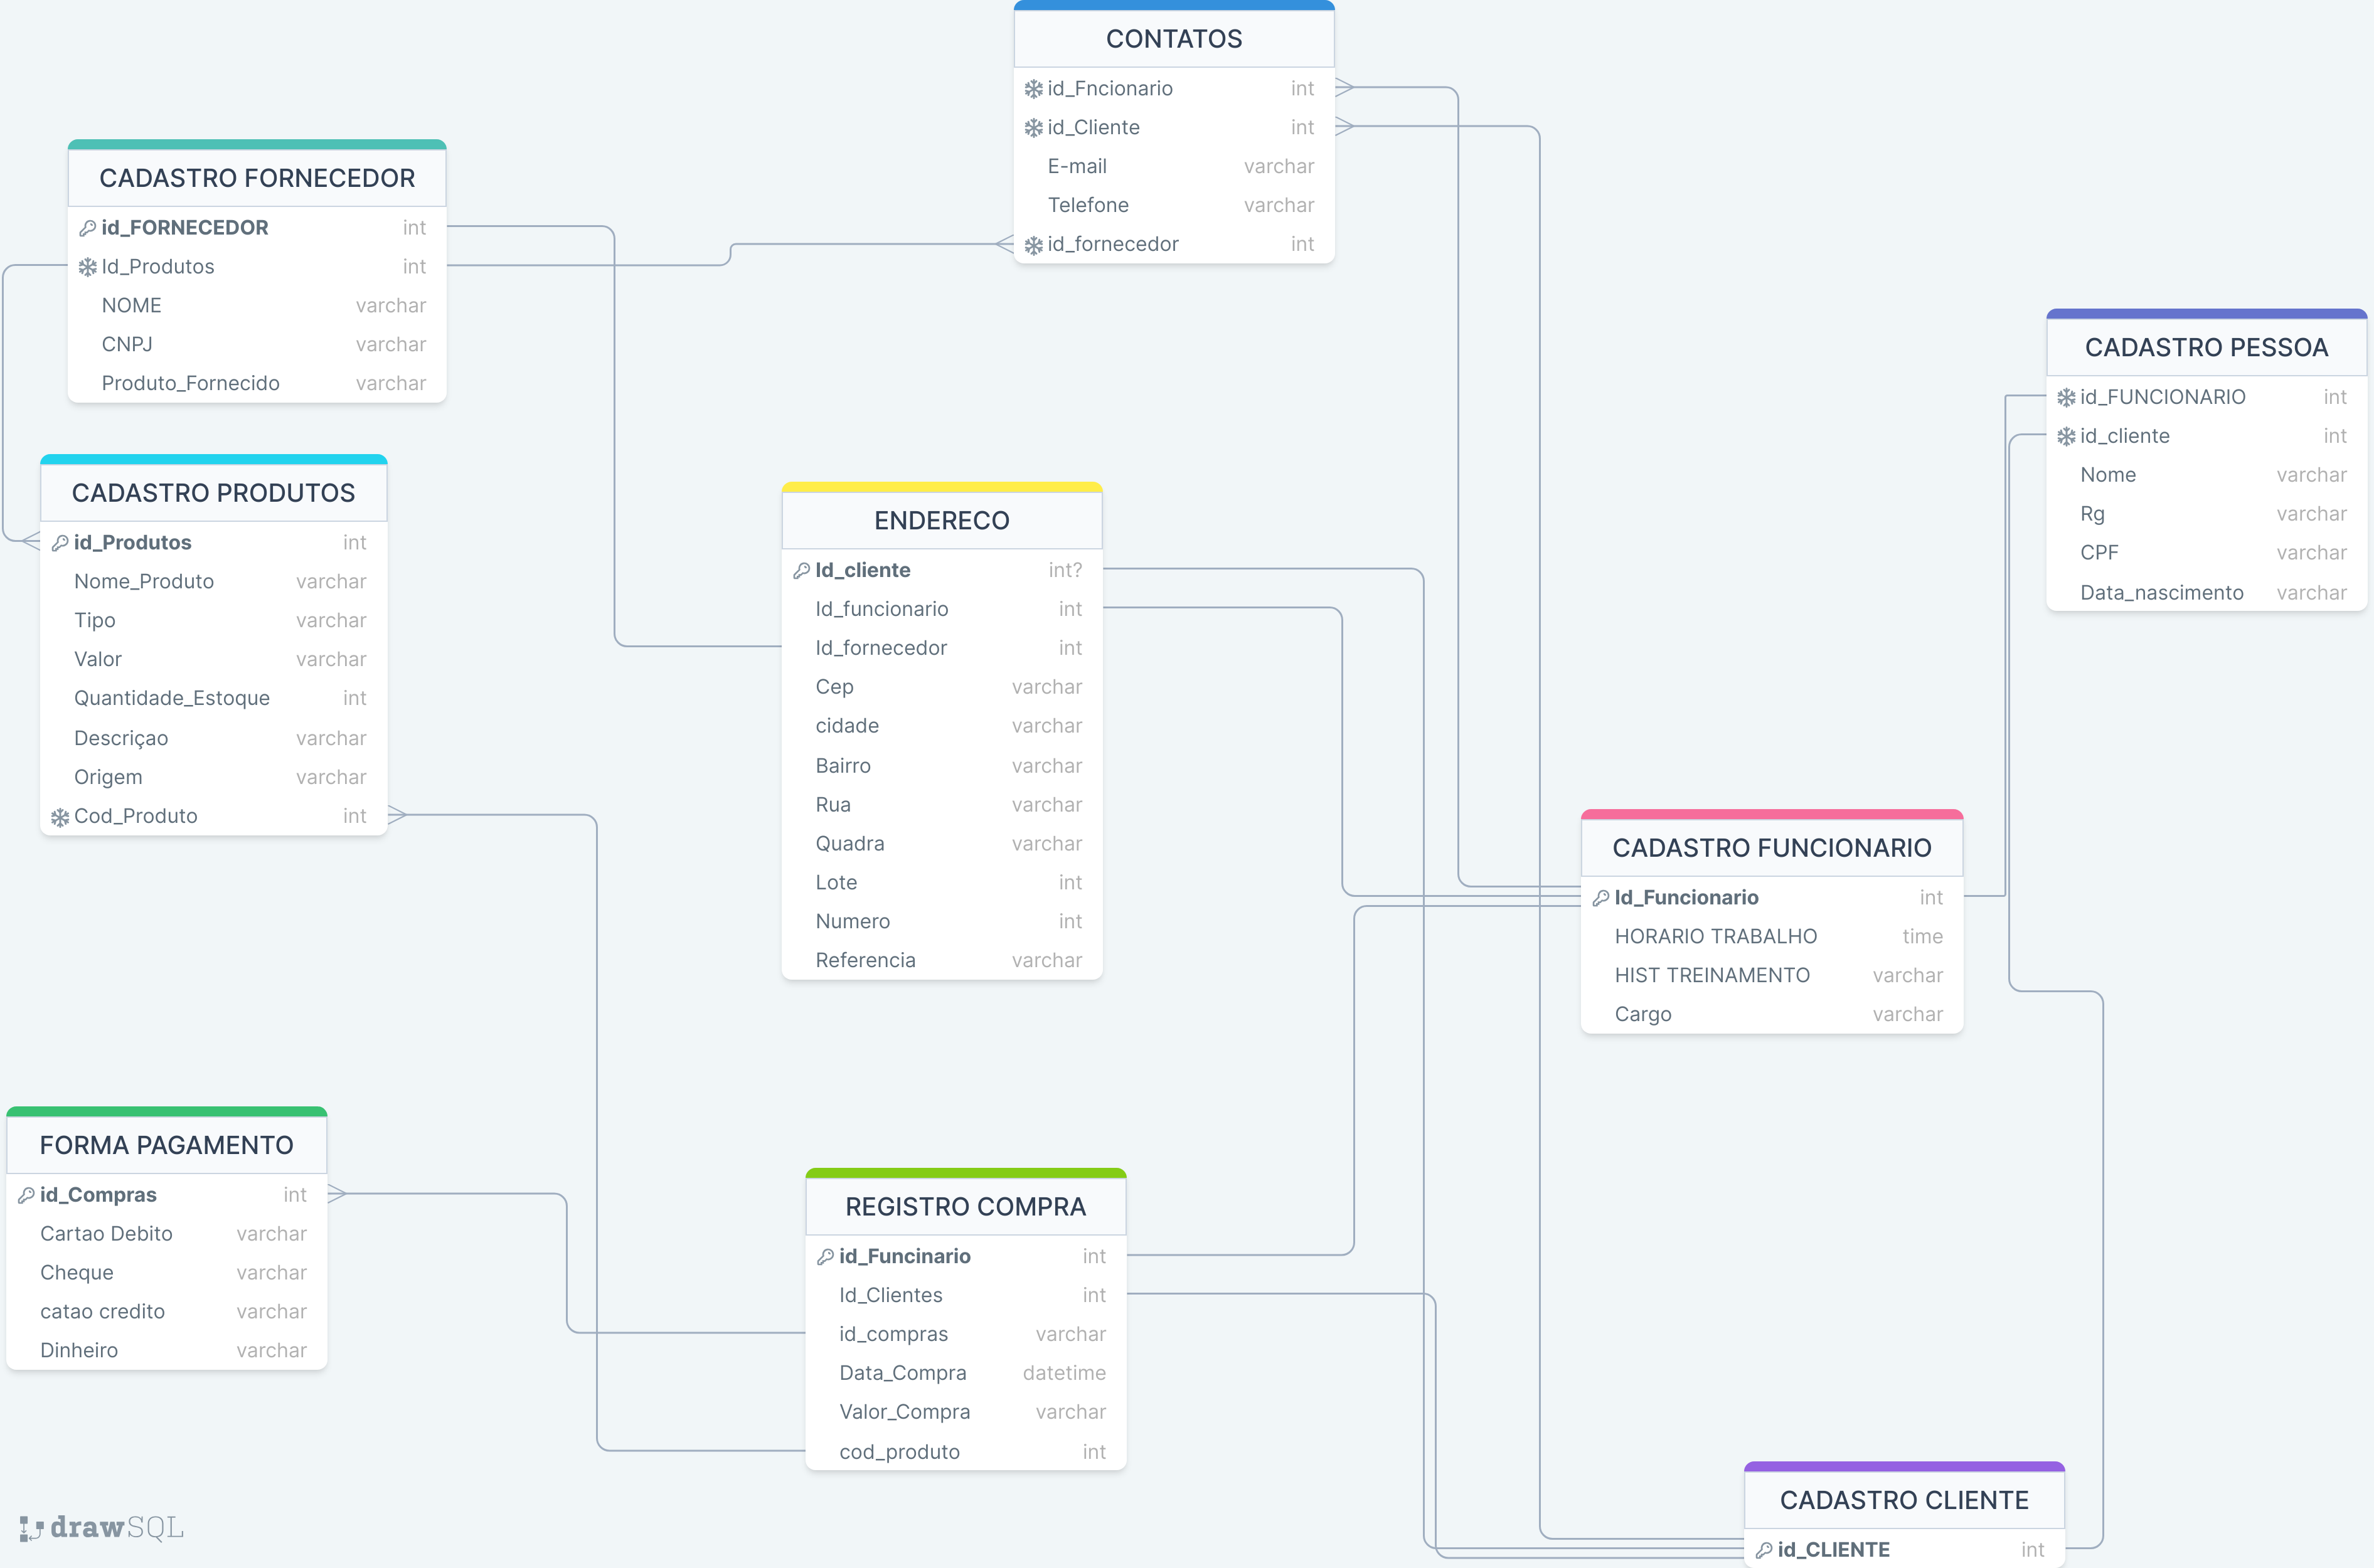 CONTATOS
id_Fncionario int
id_Cliente int
E-mail varchar
Telefone varchar
id_fornecedor int
CADASTRO FORNECEDOR
id_FORNECEDOR int
Id_Produtos int
NOME varchar
CNPJ varchar
Produto_Fornecido varchar
CADASTRO PESSOA
id_FUNCIONARIO int
id_cliente int
Nome varchar
Rg varchar
CPF varchar
Data_nascimento varchar
CADASTRO PRODUTOS
id_Produtos int
Nome_Produto varchar
Tipo varchar
Valor varchar
Quantidade_Estoque int
Descriçao varchar
Origem varchar
Cod_Produto int
ENDERECO
Id_cliente int?
Id_funcionario int
Id_fornecedor int
Cep varchar
cidade varchar
Bairro varchar
Rua varchar
Quadra varchar
Lote int
Numero int
Referencia varchar
CADASTRO FUNCIONARIO
Id_Funcionario int
HORARIO TRABALHO time
HIST TREINAMENTO varchar
Cargo varchar
FORMA PAGAMENTO
id_Compras int
Cartao Debito varchar
Cheque varchar
catao credito varchar
Dinheiro varchar
REGISTRO COMPRA
id_Funcinario int
Id_Clientes int
id_compras varchar
Data_Compra datetime
Valor_Compra varchar
cod_produto int
CADASTRO CLIENTE
id_CLIENTE int
drawSQL